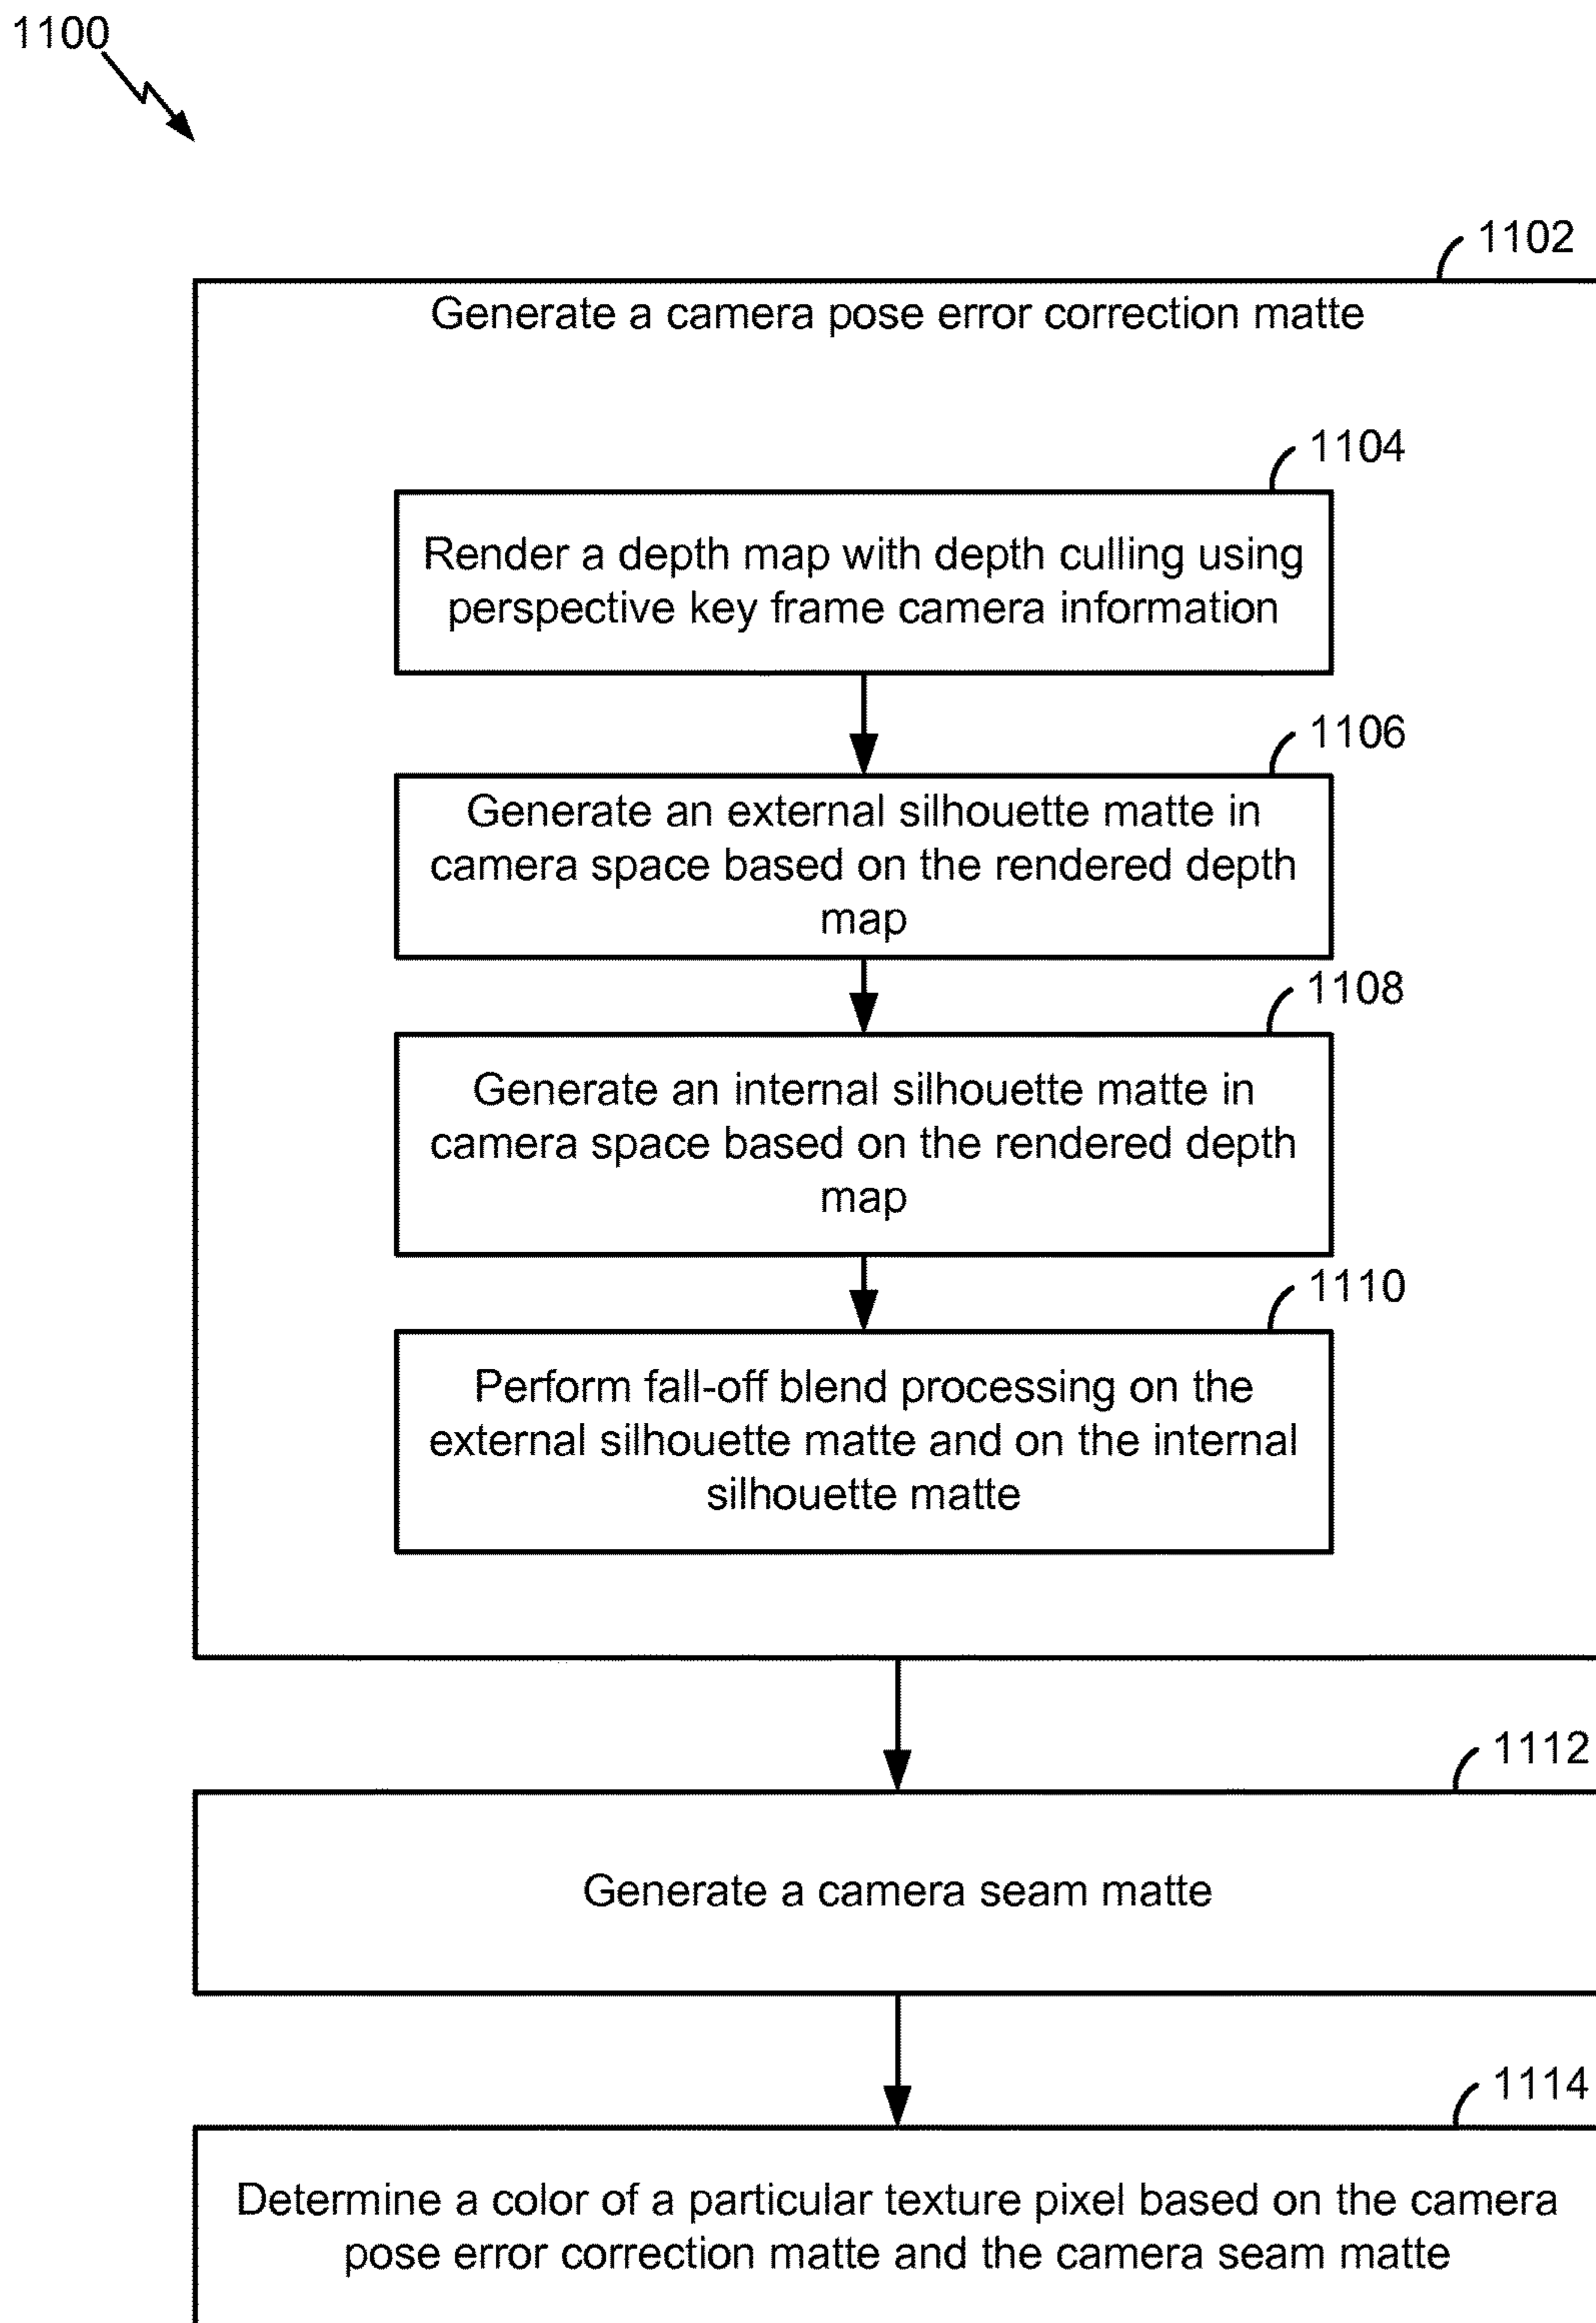 1100
1102
Generate a camera pose error correction matte
1104
Render a depth map with depth culling using
perspective key frame camera information
1106
Generate an external silhouette matte in
camera space based on the rendered depth
map
1108
Generate an internal silhouette matte in
camera space based on the rendered depth
map
1110
Perform fall-off blend processing on the
external silhouette matte and on the internal
silhouette matte
1112
Generate a camera seam matte
1114
Determine a color of a particular texture pixel based on the camera
pose error correction matte and the camera seam matte